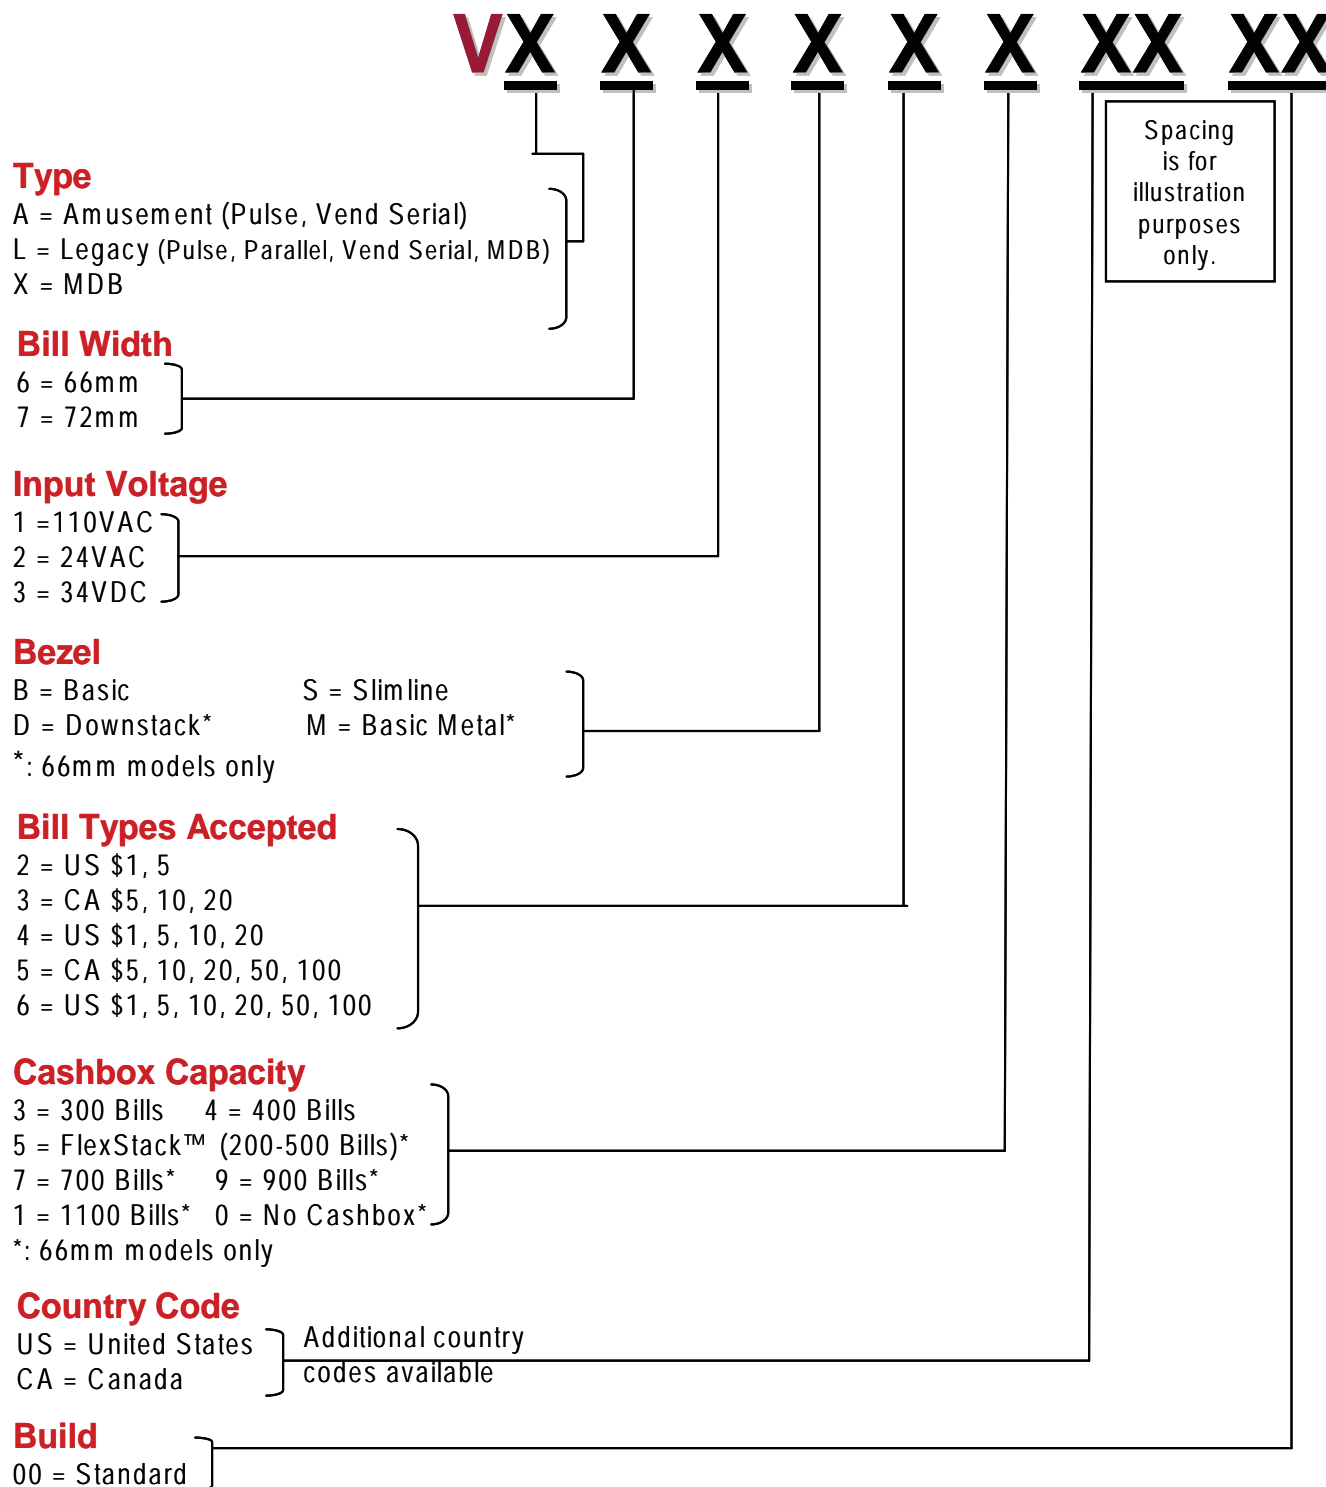 VX X X X X X XX XX
Spacing
is for
illustration
purposes
only.
Type
A = Amusement (Pulse, Vend Serial)
L = Legacy (Pulse, Parallel, Vend Serial, MDB)
X = MDB
Bill Width
6 = 66mm
7 = 72mm
Input Voltage
1 =110VAC
2 = 24VAC
3 = 34VDC
Bezel
B = Basic S = Slimline
D = Downstack* M = Basic Metal*
*: 66mm models only
Bill Types Accepted
2 = US $1, 5
3 = CA $5, 10, 20
4 = US $1, 5, 10, 20
5 = CA $5, 10, 20, 50, 100
6 = US $1, 5, 10, 20, 50, 100
Cashbox Capacity
3 = 300 Bills 4 = 400 Bills
5 = FlexStack™ (200-500 Bills)*
7 = 700 Bills* 9 = 900 Bills*
1 = 1100 Bills* 0 = No Cashbox*
*: 66mm models only
Country Code
US = United States
CA = Canada
Additional country
codes available
Build
00 = Standard